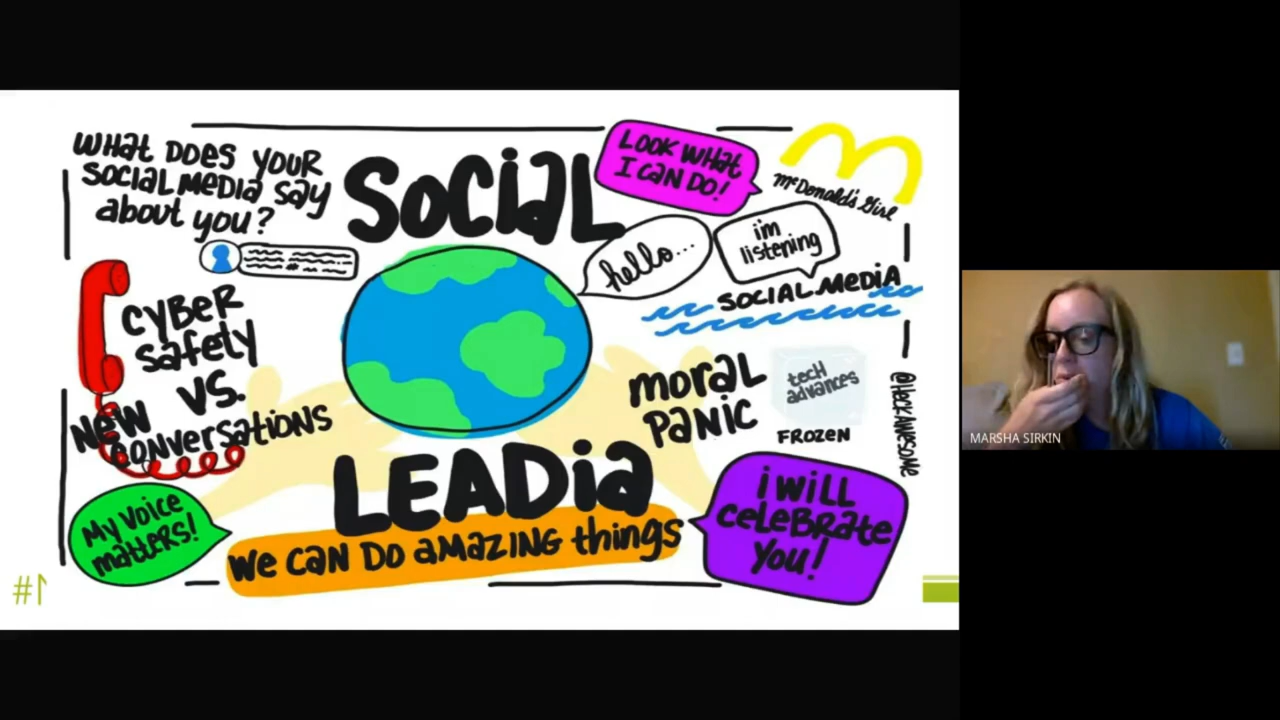 What Does Your
Social Media Say
about you?
SociaL
LOOK WHAT
I CAN DO!
McDonald's Girl
hello...
i'm
listening
SOCIAL MEDiA
CYBER
safety
VS.
NEW
CONVERSATIONS
moral
PANIC
tech
advances
FROZEN
@HeckAwesome
LEADia
we CAN DO amazING things
My Voice
matters!
i WiLL
CELEBRATE
You!
#1
MARSHA SIRKIN